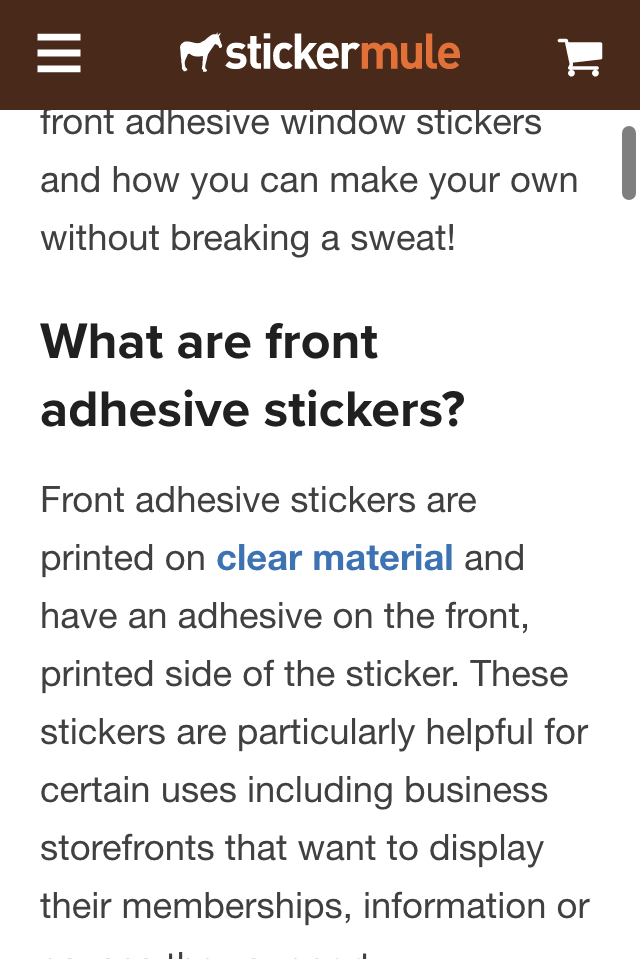 stickermule
front adhesive window stickers
and how you can make your own
without breaking a sweat!
What are front
adhesive stickers?
Front adhesive stickers are
printed on clear material and
have an adhesive on the front,
printed side of the sticker. These
stickers are particularly helpful for
certain uses including business
storefronts that want to display
their memberships, information or